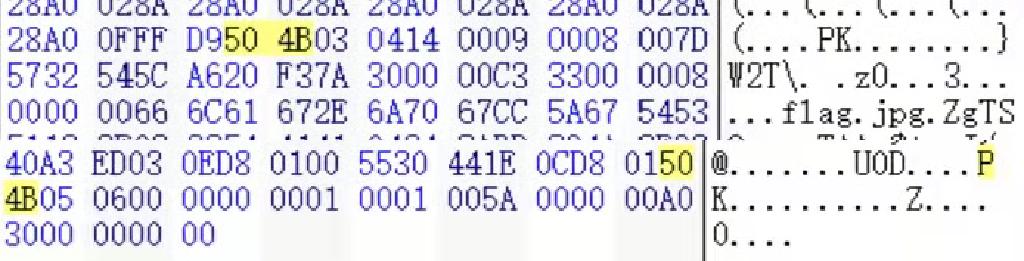 28A0 028A 28A0 028A 28A0 028A 28A0 028A (...\...(...\...
28A0 0FFF D950 4B03 0414 0009 0008 007D (....PK........}
5732 545C A620 F37A 3000 00C3 3300 0008 W2T\. .z0...3...
0000 0066 6C61 672E 6A70 67CC 5A67 5453 ...flag.jpg.ZgTS
40A3 ED03 0ED8 0100 5530 441E 0CD8 0150 @.......U0D....P
4B05 0600 0000 0001 0001 005A 0000 00A0 K..........Z....
3000 0000 00 0....